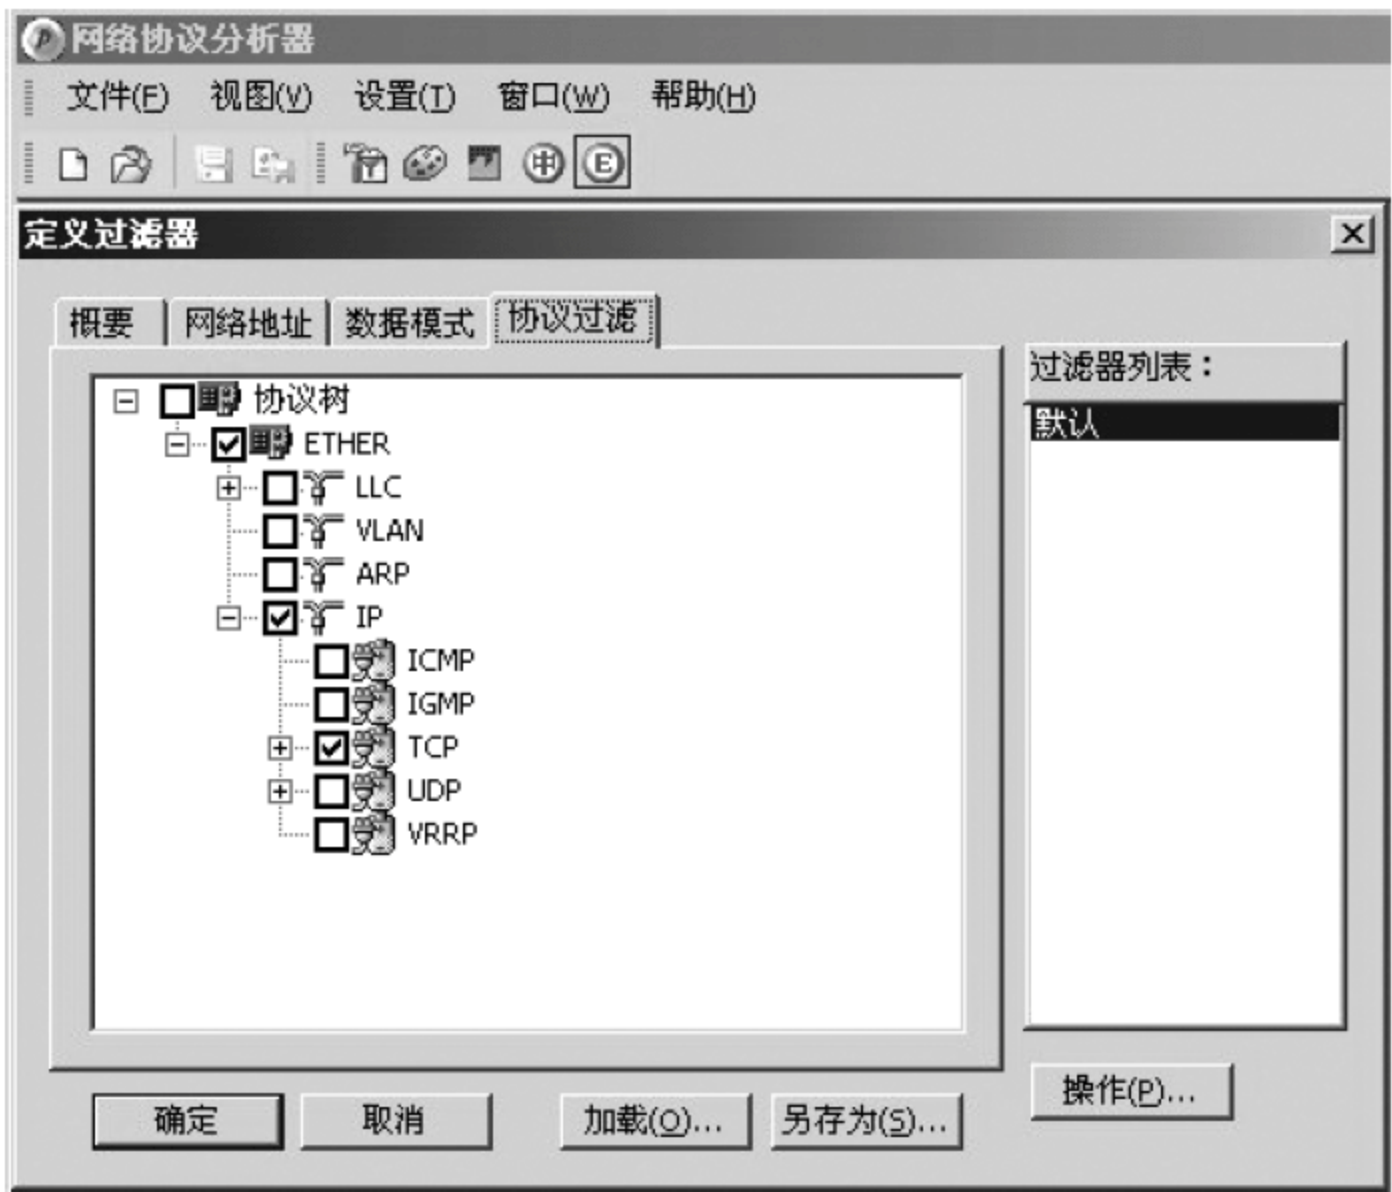 网络协议分析器
文件(F) 视图(V) 设置(T) 窗口(W) 帮助(H)
中 E
定义过滤器
概要 网络地址 数据模式 协议过滤
协议树
ETHER
LLC
VLAN
ARP
IP
ICMP
IGMP
TCP
UDP
VRRP
过滤器列表：
默认
操作(P)...
确定 取消 加载(O)... 另存为(S)...